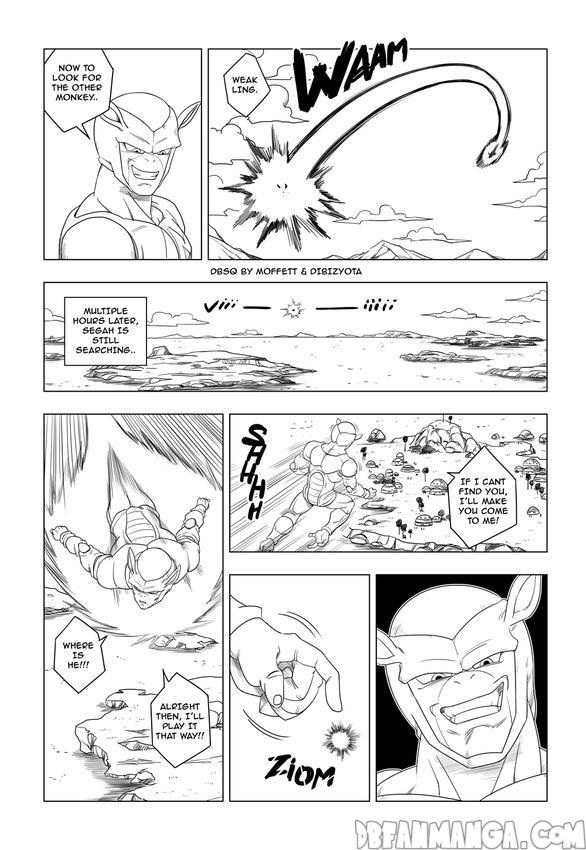 NOW TO
LOOK FOR
THE OTHER
MONKEY..
WEAK
LING.
WAAM
DBSQ BY MOFFETT & DIBIZYOTA
MULTIPLE
HOURS LATER,
SEGAH IS
STILL
SEARCHING..
SHHHH
IF I CANT
FIND YOU,
I'LL MAKE
YOU COME
TO ME!
WHERE
IS HE!!!
ALRIGHT
THEN, I'LL
PLAY IT
THAT WAY!!
ZIOM
DBFANMANGA.COM